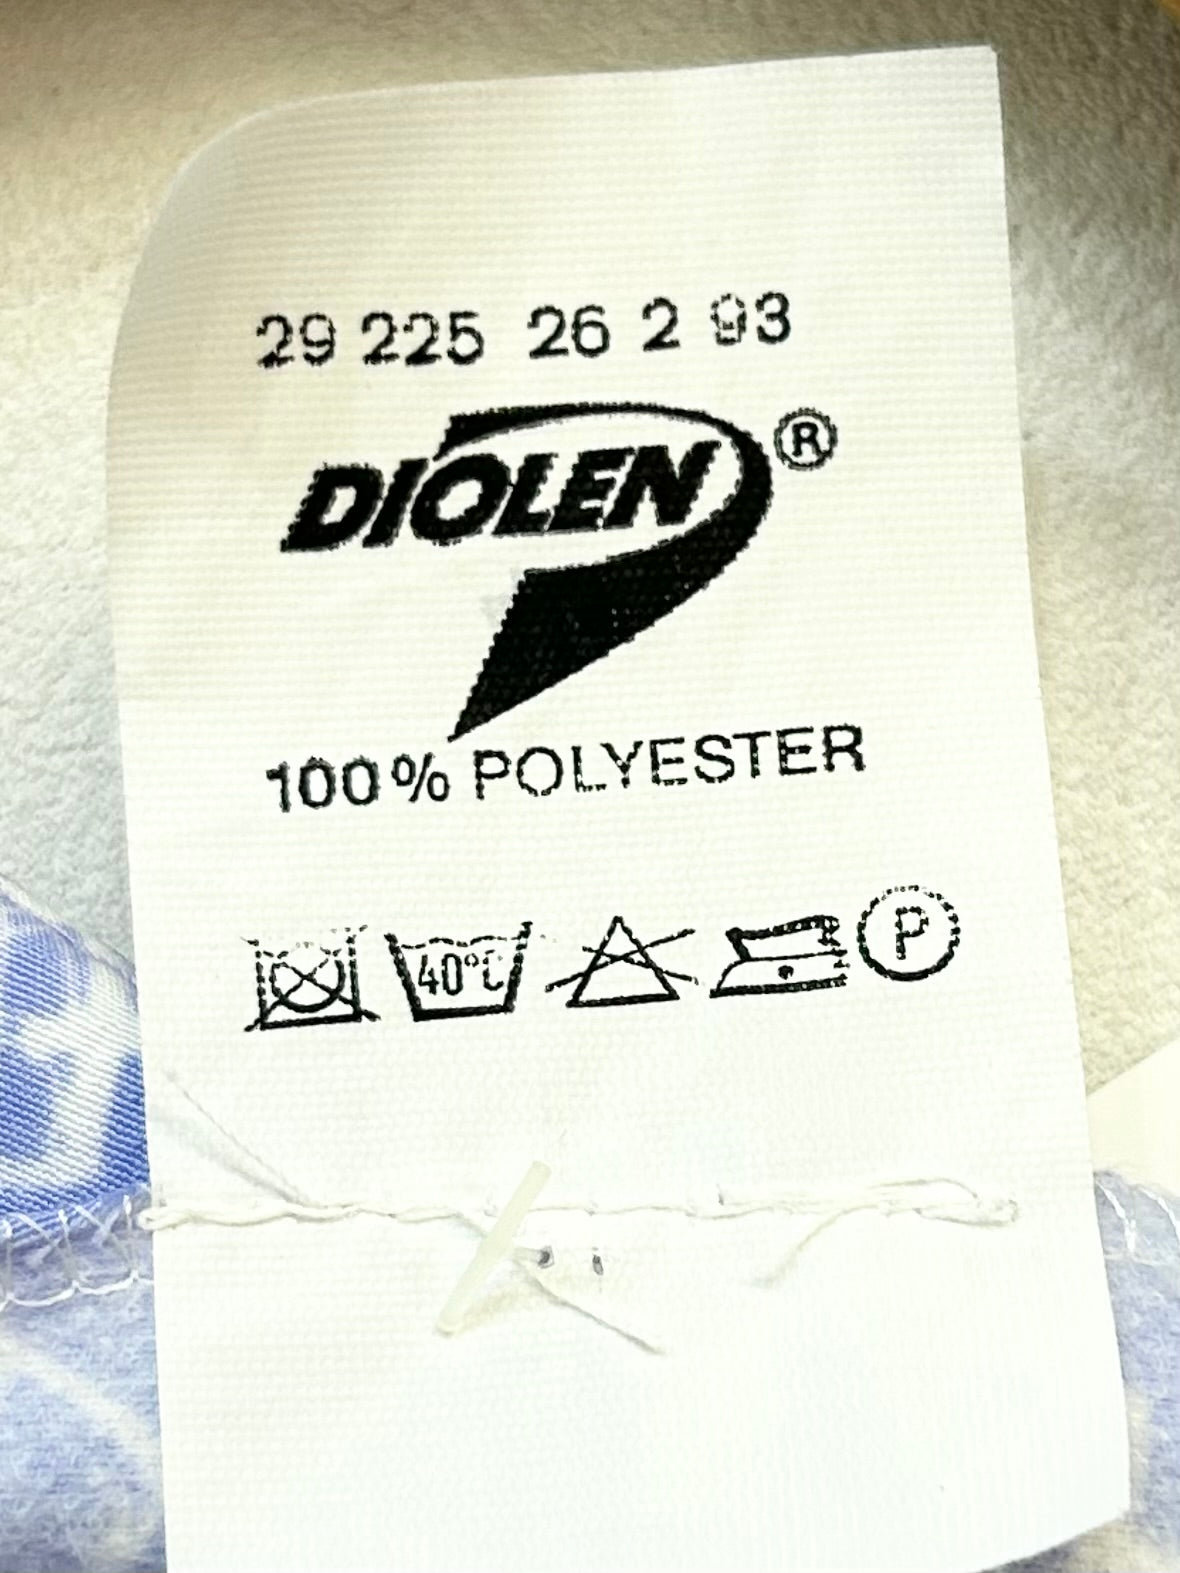 29 225 26 2 93
DIOLEN ®
100% POLYESTER
40°C P